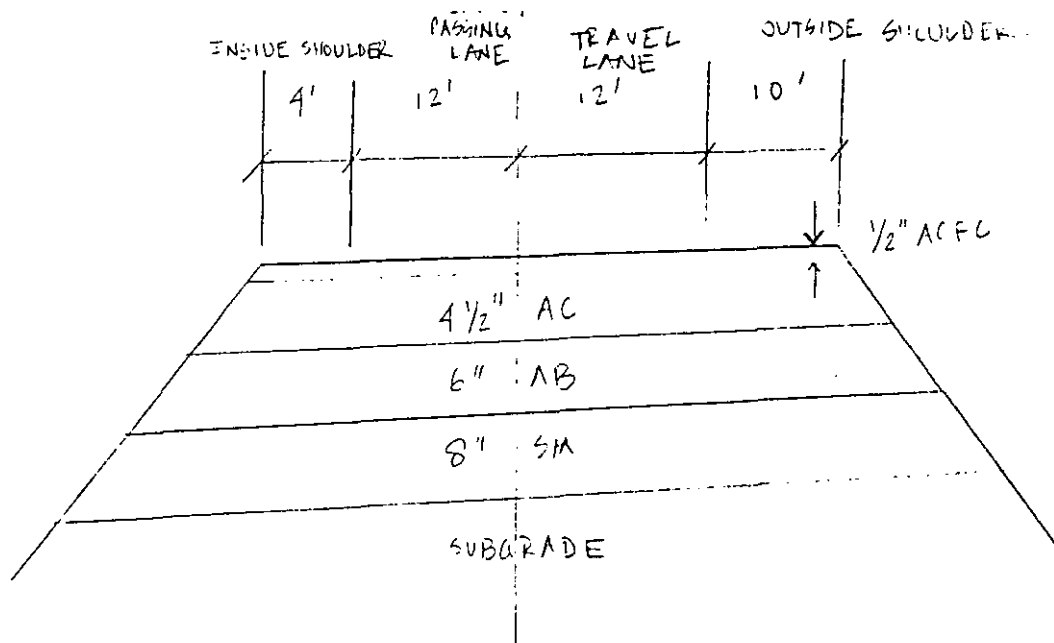 INSIDE SHOULDER
PASSING
LANE
TRAVEL
LANE
OUTSIDE SHOULDER
4'
12'
12'
10'
1/2" ACFC
4 1/2" AC
6" AB
8" SM
SUBGRADE